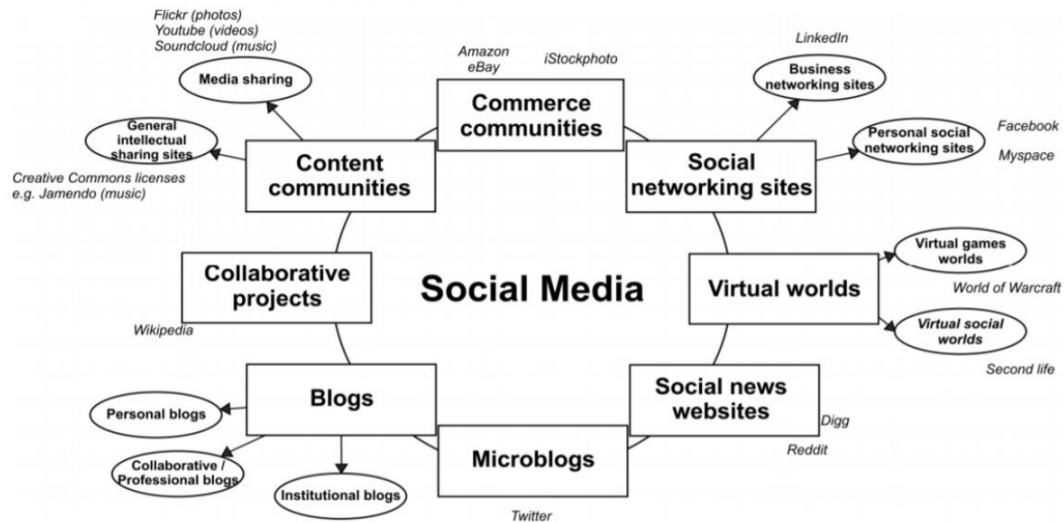 Flickr (photos)
Youtube (videos)
Soundcloud (music)
Media sharing
General
intellectual
sharing sites
Creative Commons licenses
e.g. Jamendo (music)
Content
communities
Amazon
eBay
iStockphoto
Commerce
communities
LinkedIn
Business
networking sites
Personal social
networking sites
Facebook
Myspace
Social
networking sites
Collaborative
projects
Wikipedia
Social Media
Virtual worlds
Virtual games
worlds
World of Warcraft
Virtual social
worlds
Second life
Blogs
Personal blogs
Collaborative /
Professional blogs
Institutional blogs
Microblogs
Twitter
Social news
websites
Digg
Reddit